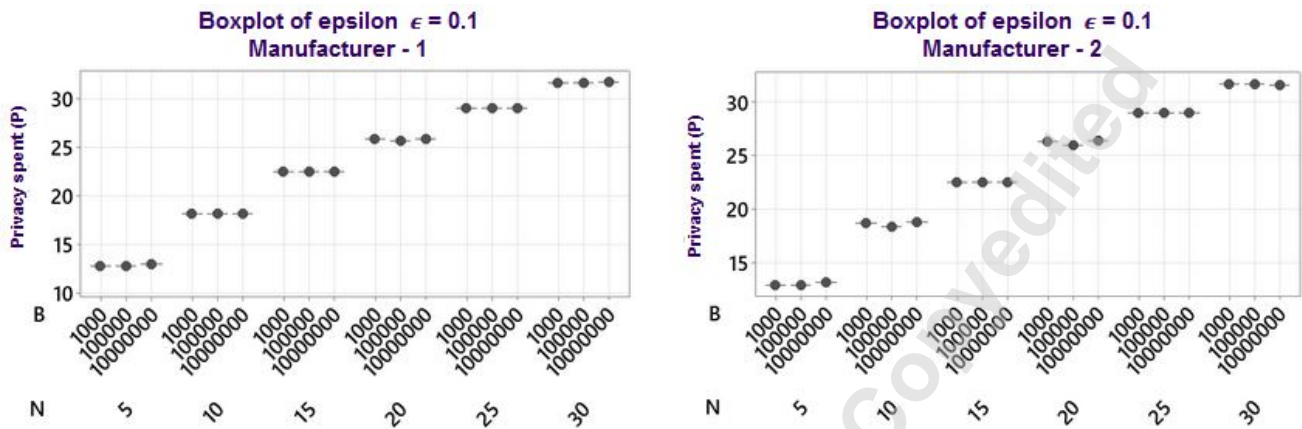 Boxplot of epsilon ϵ = 0.1
Manufacturer - 1
Privacy spent (P)
30
25
20
15
10
B
1000 100000 10000000 1000 100000 10000000 1000 100000 10000000 1000 100000 10000000 1000 100000 10000000 1000 100000 10000000
N 5 10 15 20 25 30
Boxplot of epsilon ϵ = 0.1
Manufacturer - 2
Privacy spent (P)
30
25
20
15
B
1000 100000 10000000 1000 100000 10000000 1000 100000 10000000 1000 100000 10000000 1000 100000 10000000 1000 100000 10000000
N 5 10 15 20 25 30
Copyedited